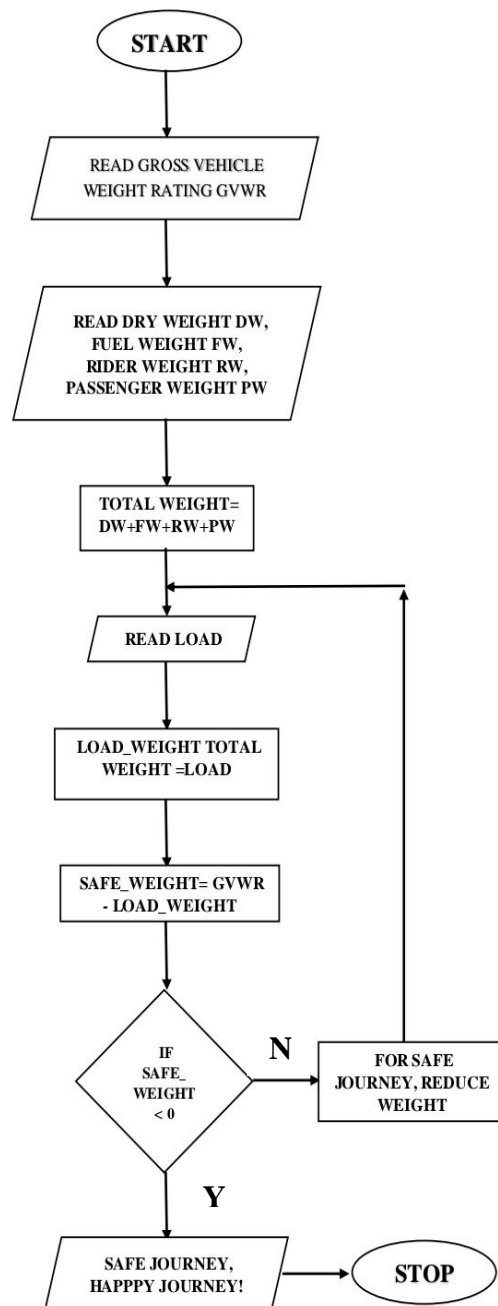 START
READ GROSS VEHICLE
WEIGHT RATING GVWR
READ DRY WEIGHT DW,
FUEL WEIGHT FW,
RIDER WEIGHT RW,
PASSENGER WEIGHT PW
TOTAL WEIGHT=
DW+FW+RW+PW
READ LOAD
LOAD_WEIGHT TOTAL
WEIGHT =LOAD
SAFE_WEIGHT= GVWR
- LOAD_WEIGHT
IF
SAFE_
WEIGHT
< 0
N
FOR SAFE
JOURNEY, REDUCE
WEIGHT
Y
SAFE JOURNEY,
HAPPPY JOURNEY!
STOP